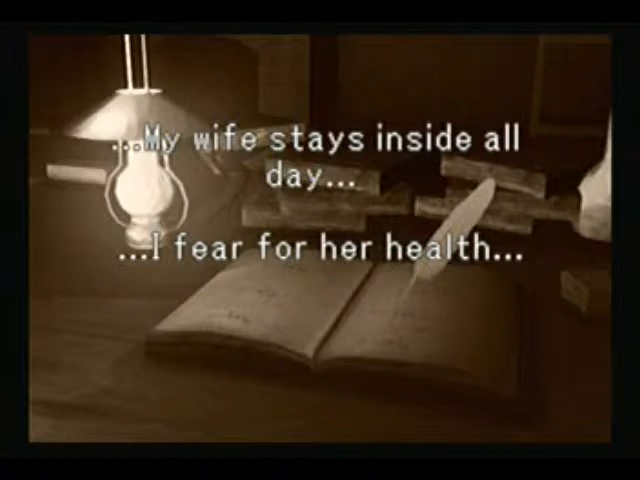 ...My wife stays inside all
day...
...I fear for her health...